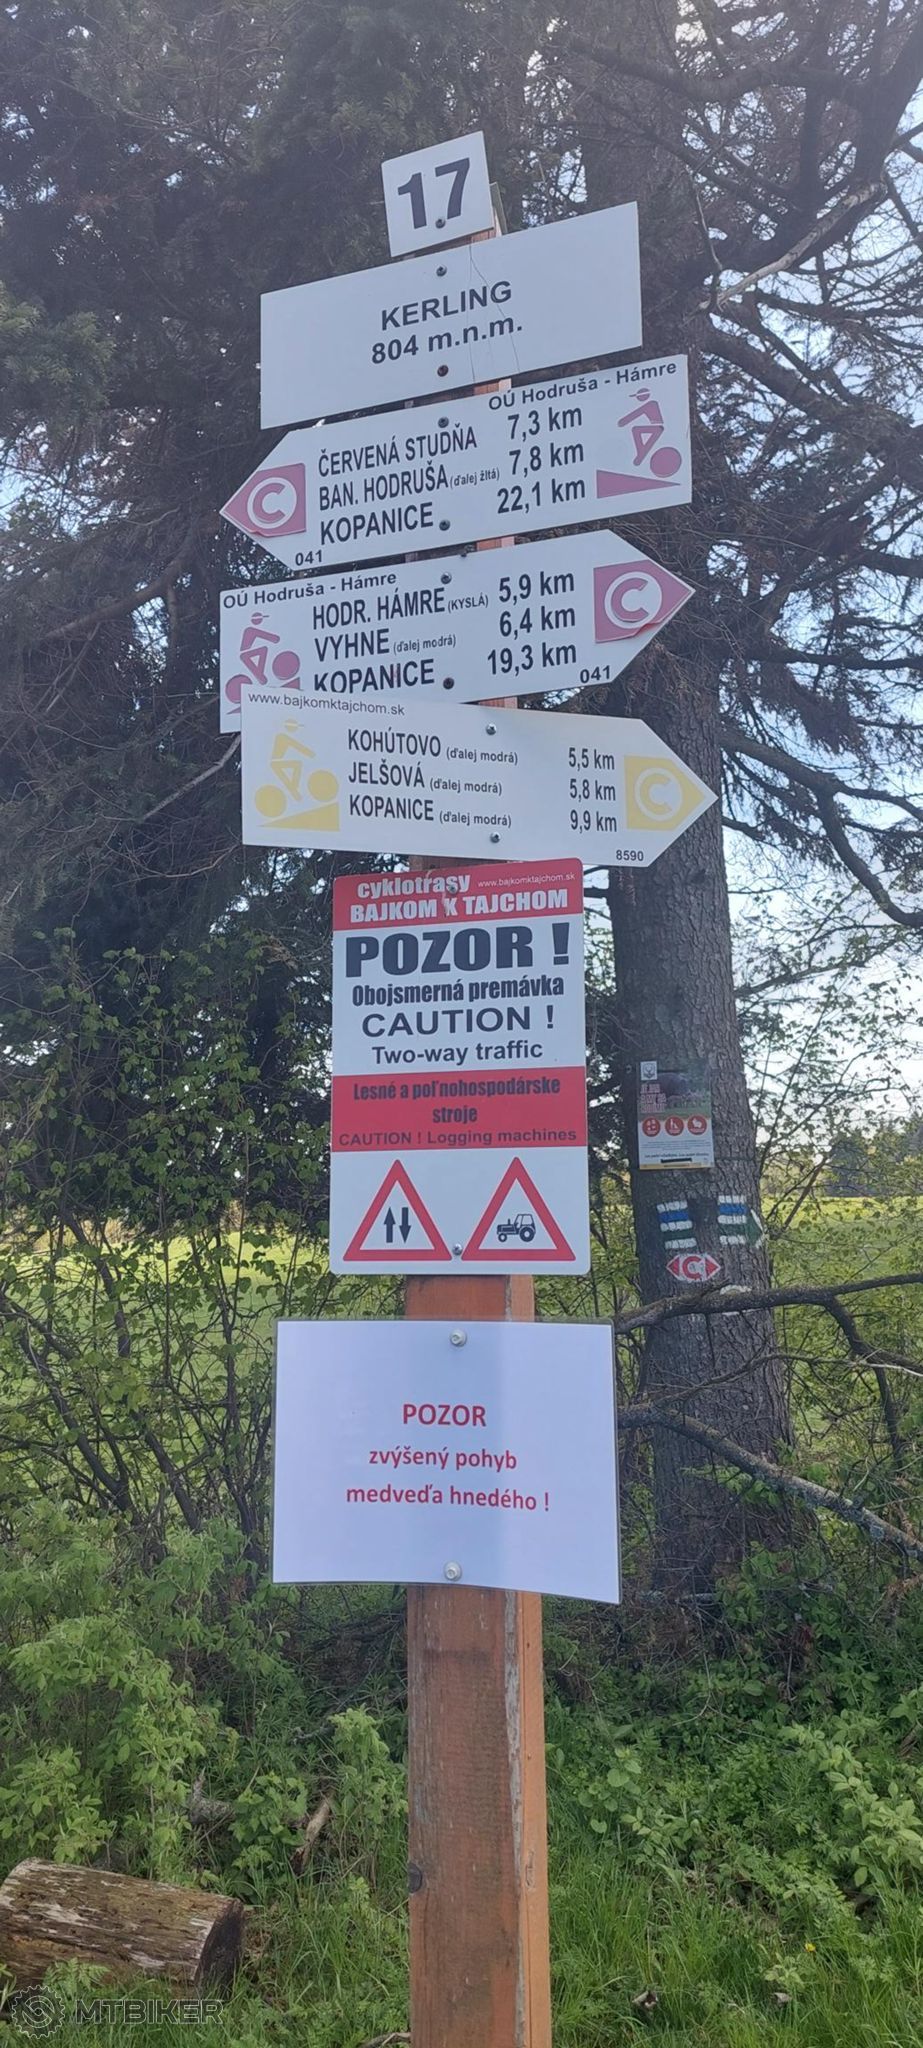 17
KERLING
804 m.n.m.
OÚ Hodruša - Hámre
ČERVENÁ STUDŇA 7,3 km
BAN. HODRUŠA (ďalej žltá) 7,8 km
KOPANICE 22,1 km
C
041
OÚ Hodruša - Hámre
HODR. HÁMRE (KYSLÁ) 5,9 km
VYHNE (ďalej modrá) 6,4 km
KOPANICE 19,3 km
C
041
www.bajkomktajchom.sk
KOHÚTOVO (ďalej modrá) 5,5 km
JELŠOVÁ (ďalej modrá) 5,8 km
KOPANICE (ďalej modrá) 9,9 km
C
8590
cyklotrasy www.bajkomktajchom.sk
BAJKOM K TAJCHOM
POZOR !
Obojsmerná premávka
CAUTION !
Two-way traffic
Lesné a poľnohospodárske
stroje
CAUTION ! Logging machines
C
POZOR
zvýšený pohyb
medveďa hnedého !
MTBIKER